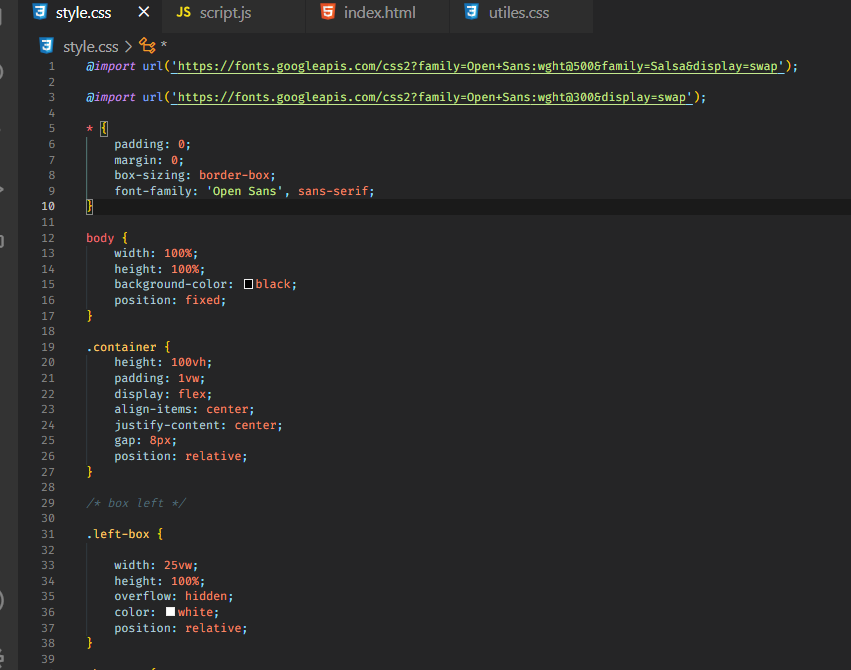 style.css JS script.js index.html utiles.css
style.css > *
1 @import url('https://fonts.googleapis.com/css2?family=Open+Sans:wght@500&family=Salsa&display=swap');
2
3 @import url('https://fonts.googleapis.com/css2?family=Open+Sans:wght@300&display=swap');
4
5 * {
6 padding: 0;
7 margin: 0;
8 box-sizing: border-box;
9 font-family: 'Open Sans', sans-serif;
10 }
11
12 body {
13 width: 100%;
14 height: 100%;
15 background-color: black;
16 position: fixed;
17 }
18
19 .container {
20 height: 100vh;
21 padding: 1vw;
22 display: flex;
23 align-items: center;
24 justify-content: center;
25 gap: 8px;
26 position: relative;
27 }
28
29 /* box left */
30
31 .left-box {
32
33 width: 25vw;
34 height: 100%;
35 overflow: hidden;
36 color: white;
37 position: relative;
38 }
39